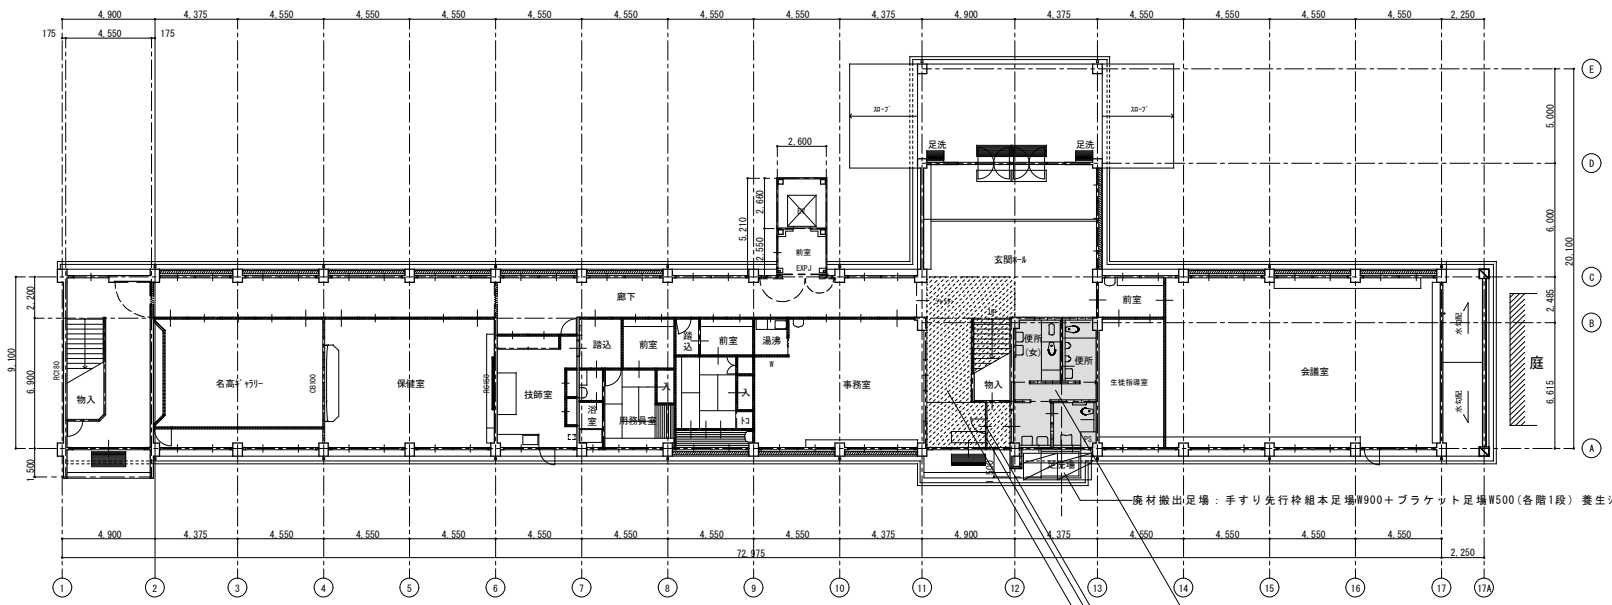 4,900 4,375 4,550 4,550 4,550 4,550 4,550 4,550 4,550 4,375 4,900 4,375 4,550 4,550 4,550 4,550 2,250
175 4,550 175
E
スロープ スロープ
5,000
2,600
足洗 足洗
D
2,660
5,210
EV
6,000
20,100
2,550
前室
玄関ホール
EXPJ
C
2,200
廊下
前室
2,485
B
水勾配
踏込 前室 踏込 前室 湯沸
便所
(女)
便所
庭
9,100
6,900
RC180
名高ギャラリー
CB100
保健室
RC150
技師室
W
事務室
物入
生徒指導室
会議室
6,615
物入
入
入
浴室
用務員室
トコ
水勾配
PS
A
1,500
足洗場
廃材搬出足場：手すり先行枠組本足場W900＋ブラケット足場W500(各階1段) 養生
4,900 4,375 4,550 4,550 4,550 4,550 4,550 4,550 4,550 4,375 4,900 4,375 4,550 4,550 4,550 4,550
72,975 2,250
1 2 3 4 5 6 7 8 9 10 11 12 13 14 15 16 17 17A